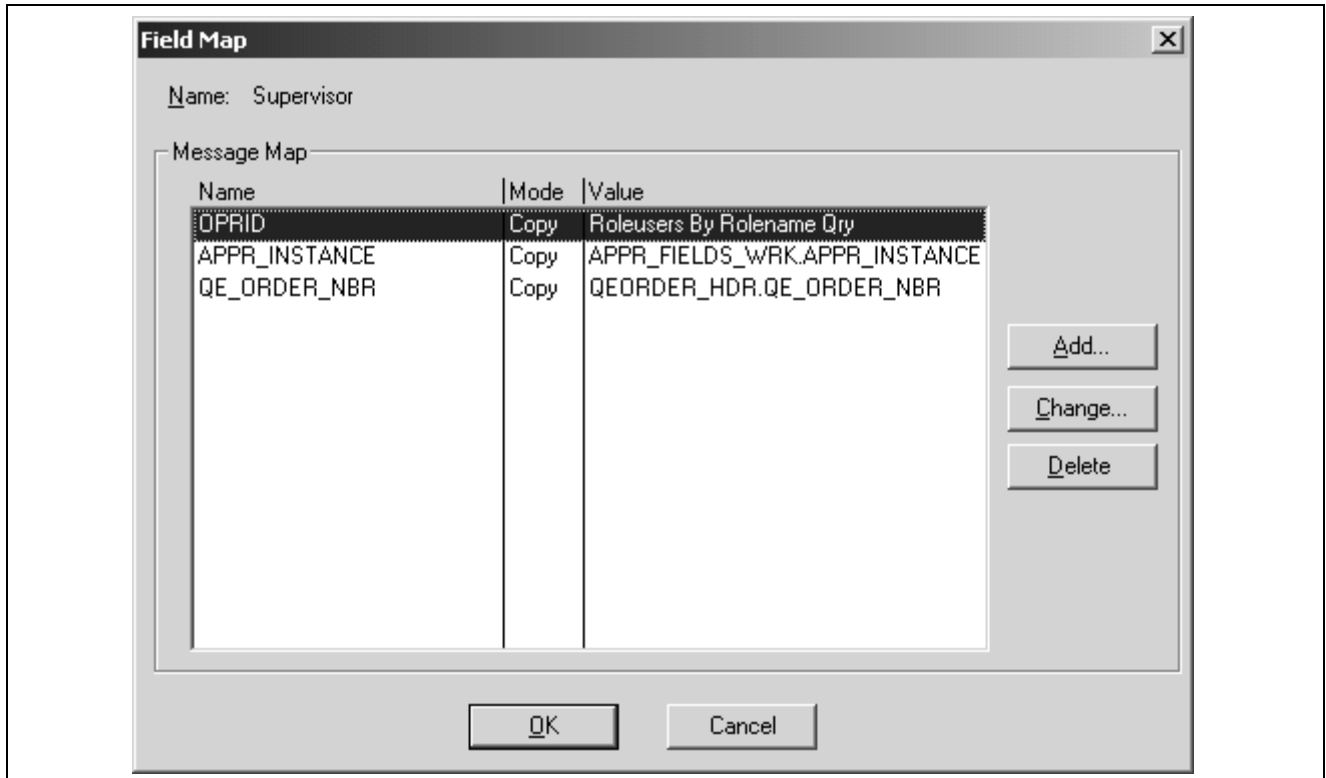 Field Map
Name: Supervisor
Message Map
Name Mode Value
OPRID Copy Roleusers By Rolename Qry
APPR_INSTANCE Copy APPR_FIELDS_WRK.APPR_INSTANCE
QE_ORDER_NBR Copy QEORDER_HDR.QE_ORDER_NBR
Add...
Change...
Delete
OK Cancel